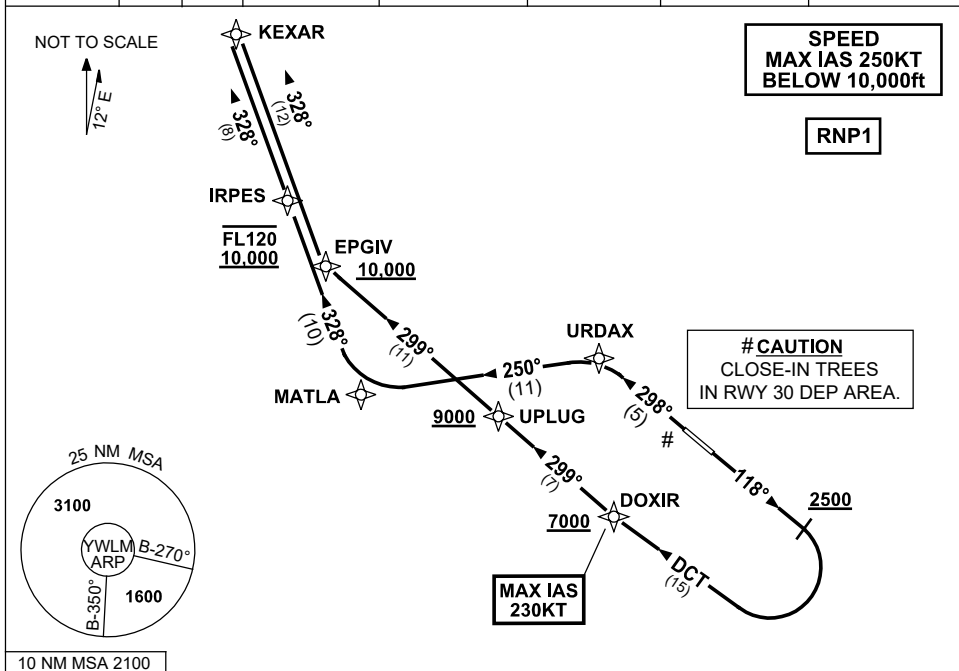 NOT TO SCALE
12° E
KEXAR
SPEED
MAX IAS 250KT
BELOW 10,000ft
RNP1
328°
(8)
328°
(12)
IRPES
FL120
10,000
EPGIV
10,000
328°
(10)
299°
(11)
URDAX
250°
(11)
MATLA
# CAUTION
CLOSE-IN TREES
IN RWY 30 DEP AREA.
298°
(5)
#
9000
UPLUG
118°
2500
299°
(7)
DOXIR
7000
DCT
(15)
MAX IAS
230KT
25 NM MSA
3100
YWLM
ARP
B-270°
B-350°
1600
10 NM MSA 2100